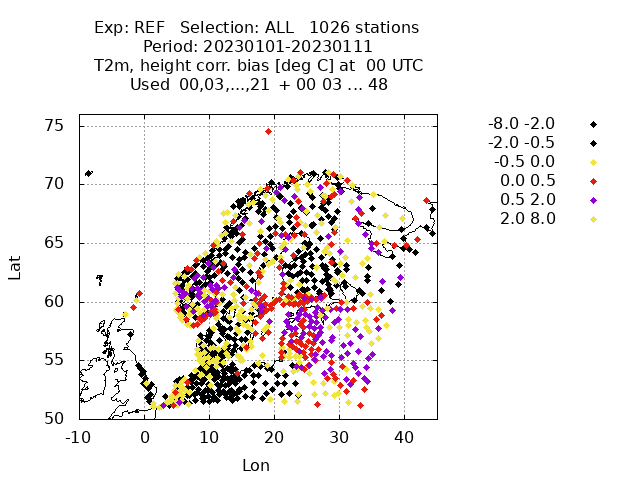 Exp: REF Selection: ALL 1026 stations
Period: 20230101-20230111
T2m, height corr. bias [deg C] at 00 UTC
Used 00,03,...,21 + 00 03 ... 48
75
70
65
60
55
50
-10 0 10 20 30 40
Lat
Lon
-8.0 -2.0
-2.0 -0.5
-0.5 0.0
0.0 0.5
0.5 2.0
2.0 8.0